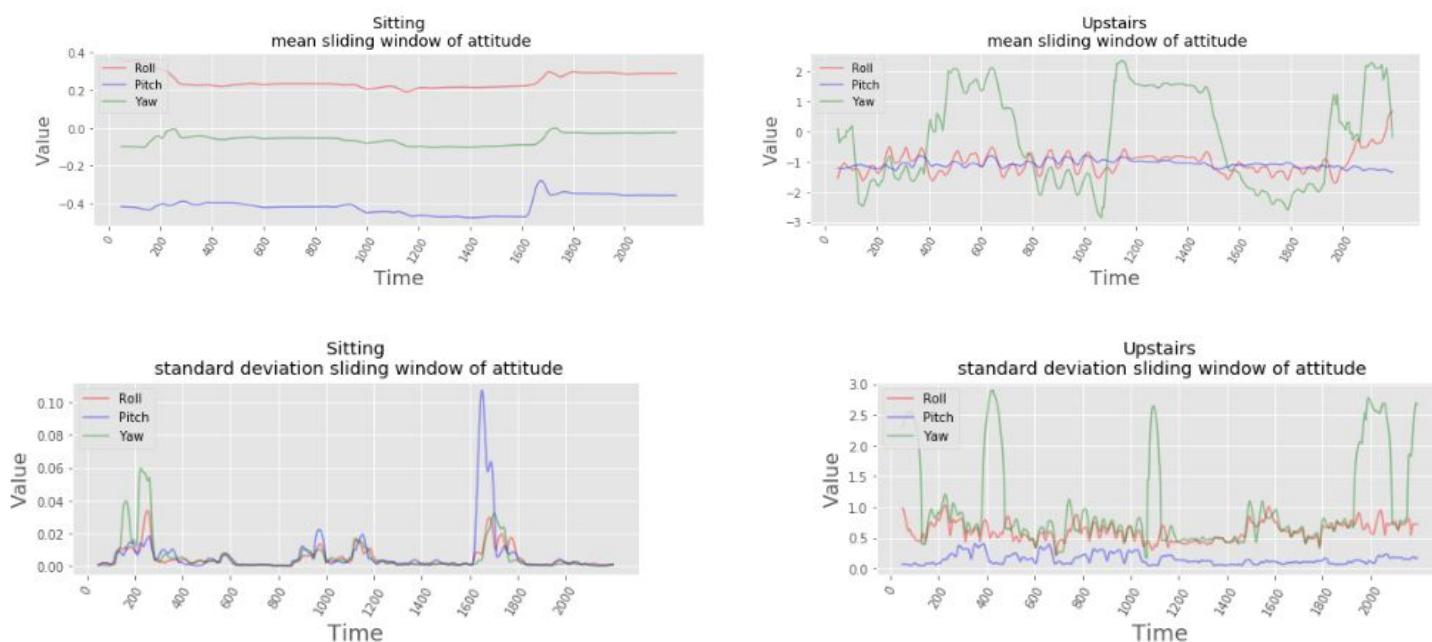 Sitting
mean sliding window of attitude
Roll
Pitch
Yaw
Value
0.4
0.2
0.0
−0.2
−0.4
0
200
400
600
800
1000
1200
1400
1600
1800
2000
Time
Upstairs
mean sliding window of attitude
Roll
Pitch
Yaw
Value
2
1
0
−1
−2
−3
0
200
400
600
800
1000
1200
1400
1600
1800
2000
Time
Sitting
standard deviation sliding window of attitude
Roll
Pitch
Yaw
Value
0.10
0.08
0.06
0.04
0.02
0.00
0
200
400
600
800
1000
1200
1400
1600
1800
2000
Time
Upstairs
standard deviation sliding window of attitude
Roll
Pitch
Yaw
Value
3.0
2.5
2.0
1.5
1.0
0.5
0.0
0
200
400
600
800
1000
1200
1400
1600
1800
2000
Time